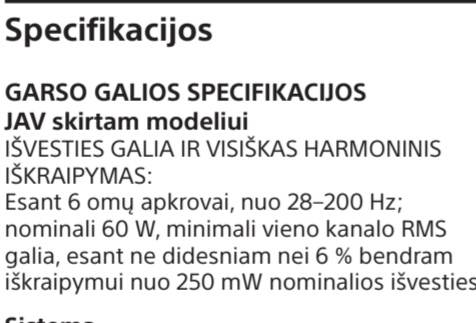 Specifikacijos
GARSO GALIOS SPECIFIKACIJOS
JAV skirtam modeliui
IŠVESTIES GALIA IR VISIŠKAS HARMONINIS
IŠKRAIPYMAS:
Esant 6 omų apkrovai, nuo 28–200 Hz;
nominali 60 W, minimali vieno kanalo RMS
galia, esant ne didesniam nei 6 % bendram
iškraipymui nuo 250 mW nominalios išvesties